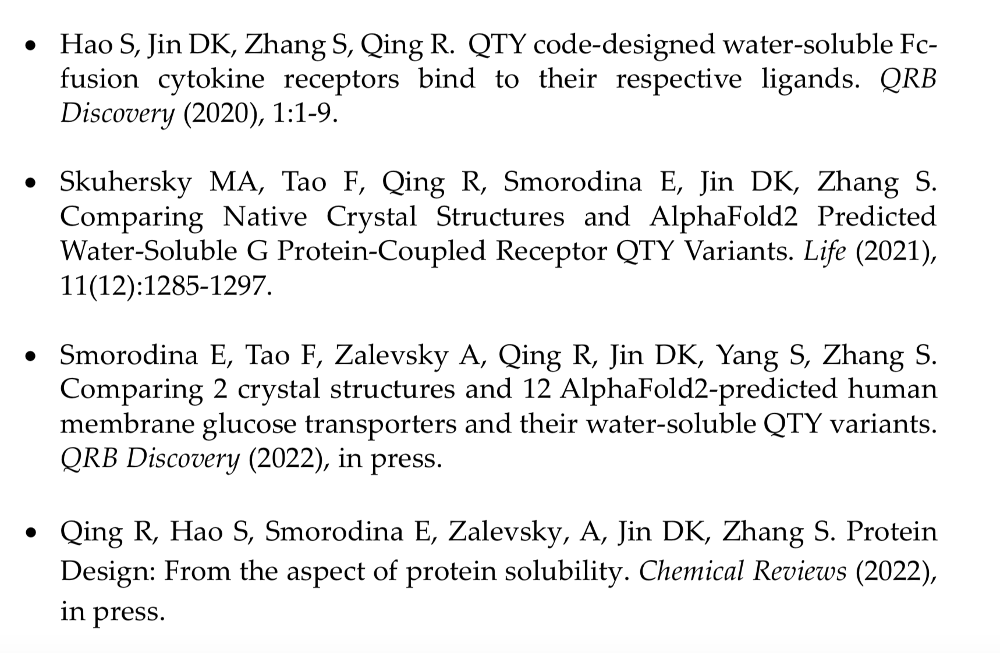 • Hao S, Jin DK, Zhang S, Qing R. QTY code-designed water-soluble Fc-
fusion cytokine receptors bind to their respective ligands. QRB
Discovery (2020), 1:1-9.
• Skuhersky MA, Tao F, Qing R, Smorodina E, Jin DK, Zhang S.
Comparing Native Crystal Structures and AlphaFold2 Predicted
Water-Soluble G Protein-Coupled Receptor QTY Variants. Life (2021),
11(12):1285-1297.
• Smorodina E, Tao F, Zalevsky A, Qing R, Jin DK, Yang S, Zhang S.
Comparing 2 crystal structures and 12 AlphaFold2-predicted human
membrane glucose transporters and their water-soluble QTY variants.
QRB Discovery (2022), in press.
• Qing R, Hao S, Smorodina E, Zalevsky, A, Jin DK, Zhang S. Protein
Design: From the aspect of protein solubility. Chemical Reviews (2022),
in press.